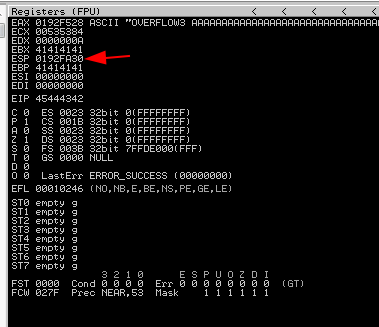 Registers (FPU) < < < <
EAX 0192F528 ASCII "OVERFLOW3 AAAAAAAAAAAAAAAAAAAAAAAAAAAAAA
ECX 00535384
EDX 0000000A
EBX 41414141
ESP 0192FA30
EBP 41414141
ESI 00000000
EDI 00000000
EIP 45444342
C 0 ES 0023 32bit 0(FFFFFFFF)
P 1 CS 001B 32bit 0(FFFFFFFF)
A 0 SS 0023 32bit 0(FFFFFFFF)
Z 1 DS 0023 32bit 0(FFFFFFFF)
S 0 FS 003B 32bit 7FFDE000(FFF)
T 0 GS 0000 NULL
D 0
O 0 LastErr ERROR_SUCCESS (00000000)
EFL 00010246 (NO,NB,E,BE,NS,PE,GE,LE)
ST0 empty g
ST1 empty g
ST2 empty g
ST3 empty g
ST4 empty g
ST5 empty g
ST6 empty g
ST7 empty g
3 2 1 0 E S P U O Z D I
FST 0000 Cond 0 0 0 0 Err 0 0 0 0 0 0 0 0 (GT)
FCW 027F Prec NEAR,53 Mask 1 1 1 1 1 1